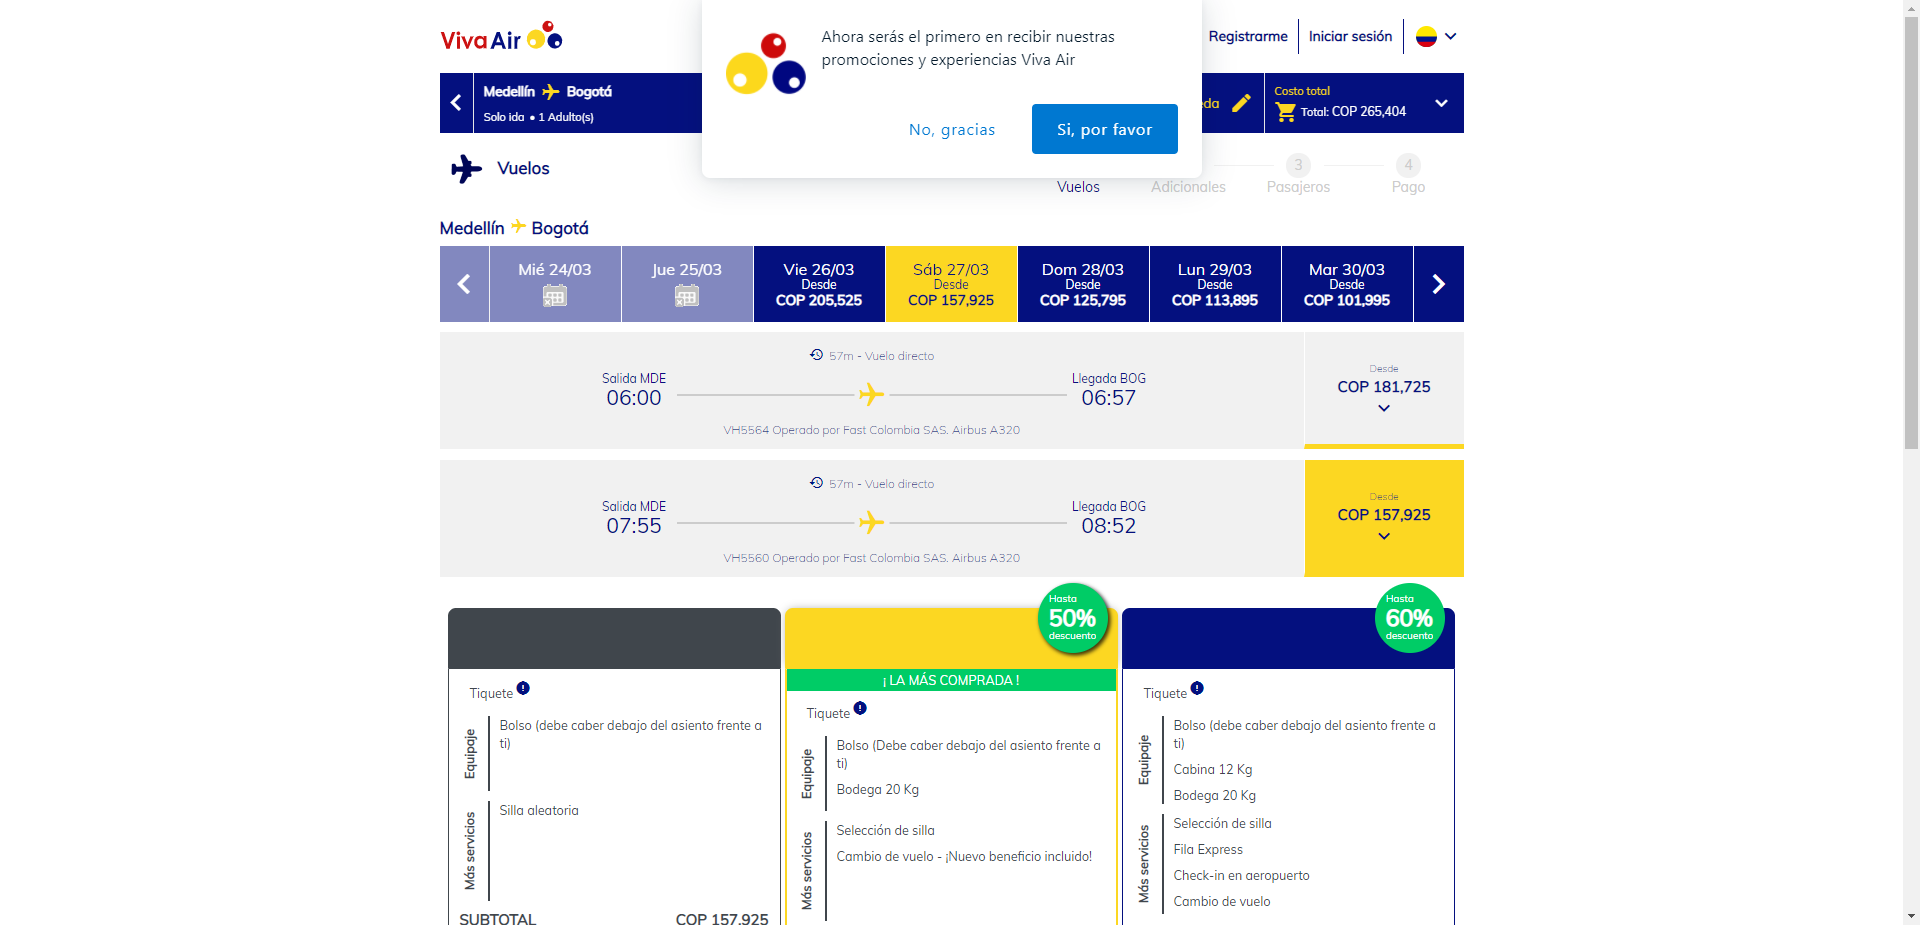 Viva Air
Ahora serás el primero en recibir nuestras
promociones y experiencias Viva Air
No, gracias
Si, por favor
Registrarme
Iniciar sesión
Medellín Bogotá
Solo ida • 1 Adulto(s)
Costo total
Total: COP 265,404
Vuelos
3
4
Vuelos
Adicionales
Pasajeros
Pago
Medellín Bogotá
Mié 24/03
Jue 25/03
Vie 26/03
Desde
COP 205,525
Sáb 27/03
Desde
COP 157,925
Dom 28/03
Desde
COP 125,795
Lun 29/03
Desde
COP 113,895
Mar 30/03
Desde
COP 101,995
57m - Vuelo directo
Salida MDE
06:00
Llegada BOG
06:57
VH5564 Operado por Fast Colombia SAS. Airbus A320
Desde
COP 181,725
57m - Vuelo directo
Salida MDE
07:55
Llegada BOG
08:52
VH5560 Operado por Fast Colombia SAS. Airbus A320
Desde
COP 157,925
Tiquete
Equipaje
Bolso (debe caber debajo del asiento frente a
ti)
Más servicios
Silla aleatoria
SUBTOTAL COP 157,925
Hasta
50%
descuento
¡ LA MÁS COMPRADA !
Tiquete
Equipaje
Bolso (Debe caber debajo del asiento frente a
ti)
Bodega 20 Kg
Más servicios
Selección de silla
Cambio de vuelo - ¡Nuevo beneficio incluido!
Hasta
60%
descuento
Tiquete
Equipaje
Bolso (debe caber debajo del asiento frente a
ti)
Cabina 12 Kg
Bodega 20 Kg
Más servicios
Selección de silla
Fila Express
Check-in en aeropuerto
Cambio de vuelo